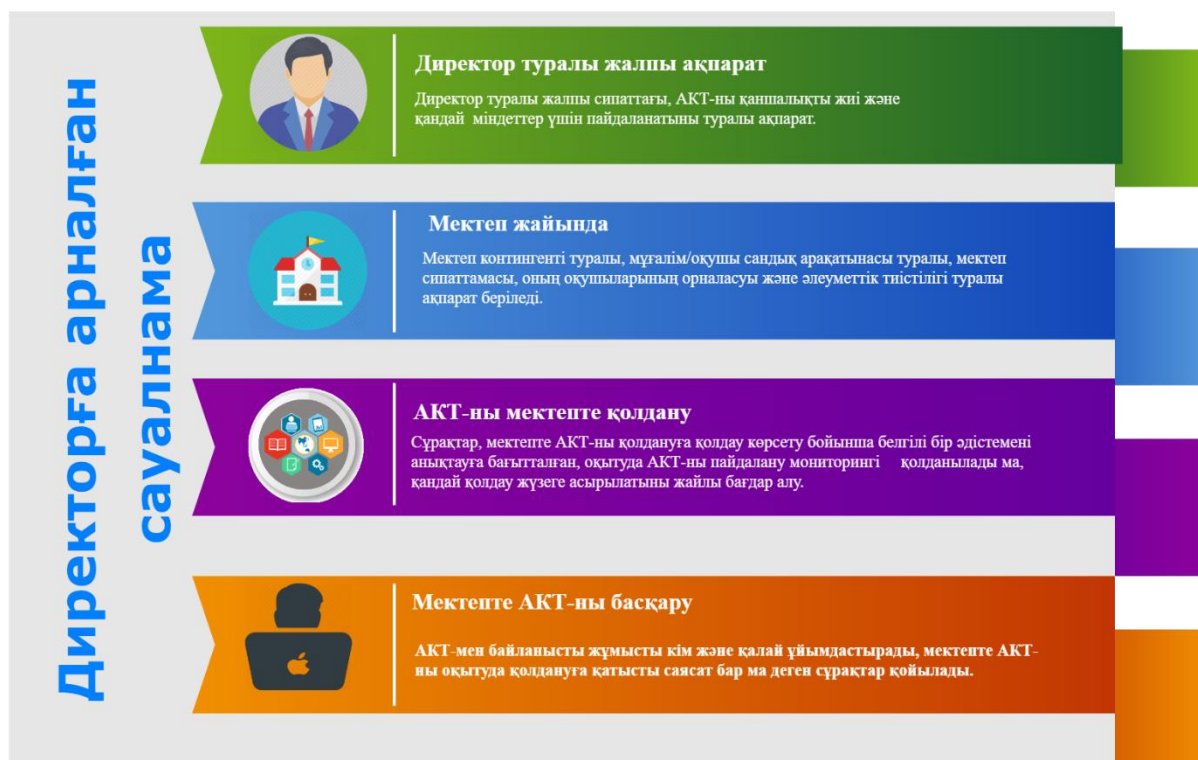 Директорға арналған
сауалнама
Директор туралы жалпы ақпарат
Директор туралы жалпы сипаттағы, АКТ-ны қаншалықты жиі және
қандай міндеттер үшін пайдаланатыны туралы ақпарат.
Мектеп жайында
Мектеп контингенті туралы, мұғалім/оқушы сандық арақатынасы туралы, мектеп
сипаттамасы, оның оқушыларының орналасуы және әлеуметтік тиістілігі туралы
ақпарат беріледі.
АКТ-ны мектепте қолдану
Сұрақтар, мектепте АКТ-ны қолдануға қолдау көрсету бойынша белгілі бір әдістемені
анықтауға бағытталған, оқытуда АКТ-ны пайдалану мониторингі қолданылады ма,
қандай қолдау жүзеге асырылатыны жайлы бағдар алу.
Мектепте АКТ-ны басқару
АКТ-мен байланысты жұмысты кім және қалай ұйымдастырады, мектепте АКТ-
ны оқытуда қолдануға қатысты саясат бар ма деген сұрақтар қойылады.